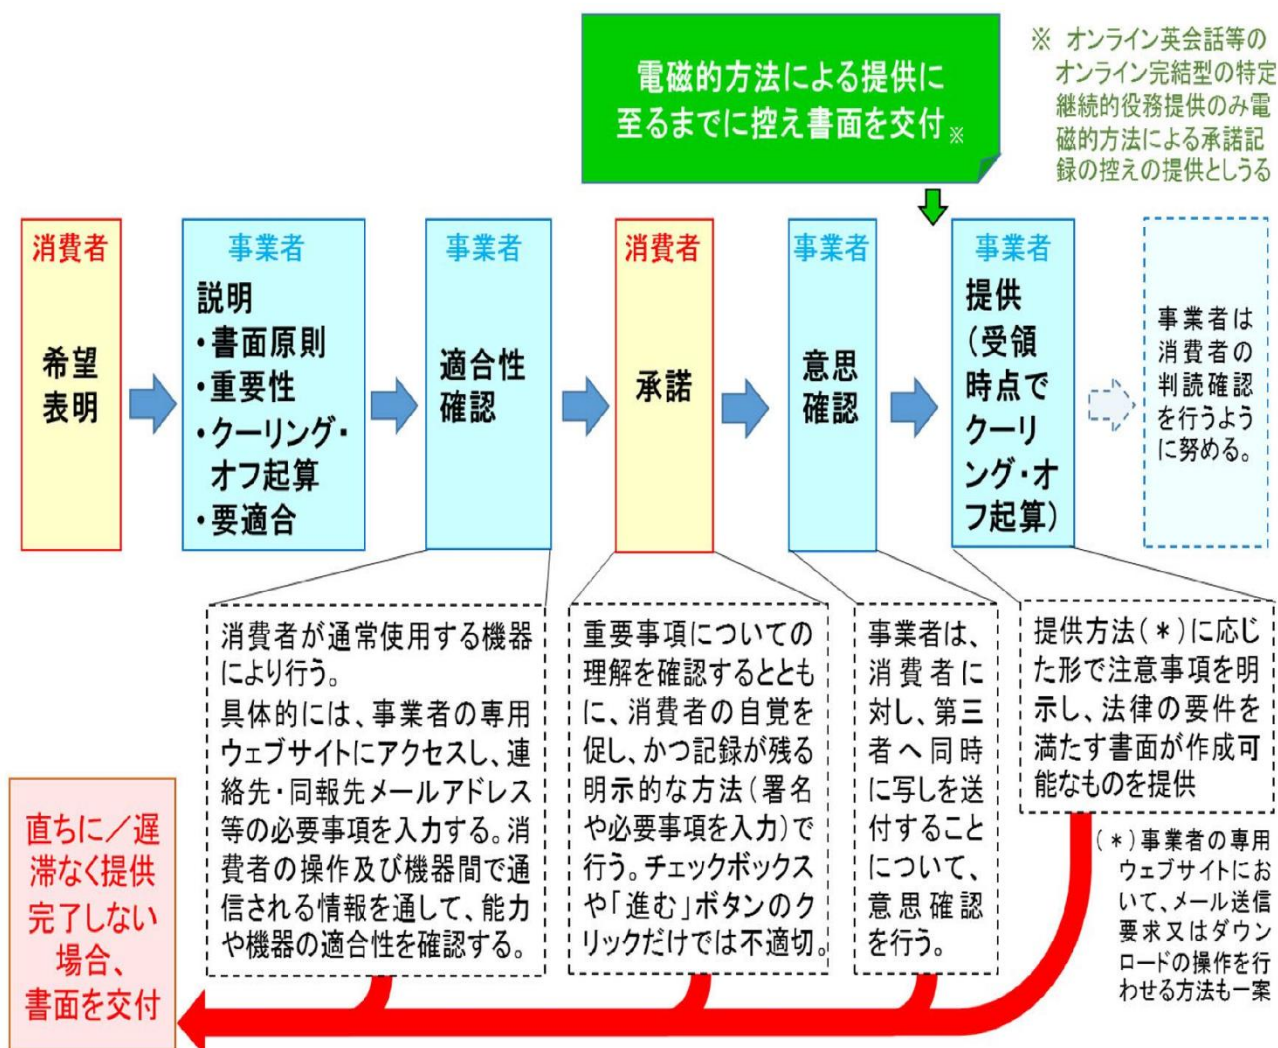 電磁的方法による提供に
至るまでに控え書面を交付※
※ オンライン英会話等の
オンライン完結型の特定
継続的役務提供のみ電
磁的方法による承諾記
録の控えの提供としうる
消費者
希望
表明
事業者
説明
・書面原則
・重要性
・クーリング・
オフ起算
・要適合
事業者
適合性
確認
消費者
承諾
事業者
意思
確認
事業者
提供
(受領
時点で
クーリ
ング・オ
フ起算)
事業者は
消費者の
判読確認
を行うよう
に努める。
消費者が通常使用する機器
により行う。
具体的には、事業者の専用
ウェブサイトにアクセスし、連
絡先・同報先メールアドレス
等の必要事項を入力する。消
費者の操作及び機器間で通
信される情報を通して、能力
や機器の適合性を確認する。
重要事項についての
理解を確認するととも
に、消費者の自覚を
促し、かつ記録が残る
明示的な方法(署名
や必要事項を入力)で
行う。チェックボックス
や「進む」ボタンのク
リックだけでは不適切。
事業者は、
消費者に
対し、第三
者へ同時
に写しを送
付すること
について、
意思確認
を行う。
提供方法(*)に応じ
た形で注意事項を明
示し、法律の要件を
満たす書面が作成可
能なものを提供
(*)事業者の専用
ウェブサイトにお
いて、メール送信
要求又はダウン
ロードの操作を行
わせる方法も一案
直ちに/遅
滞なく提供
完了しない
場合、
書面を交付